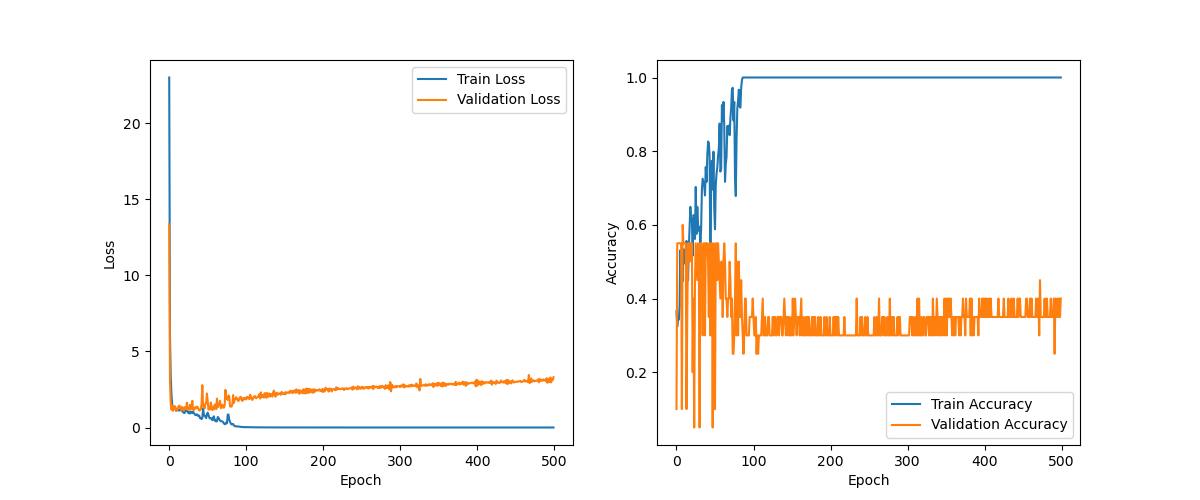 Train Loss
Validation Loss
20
15
10
5
0
Loss
0 100 200 300 400 500
Epoch
1.0
0.8
0.6
0.4
0.2
Accuracy
Train Accuracy
Validation Accuracy
0 100 200 300 400 500
Epoch